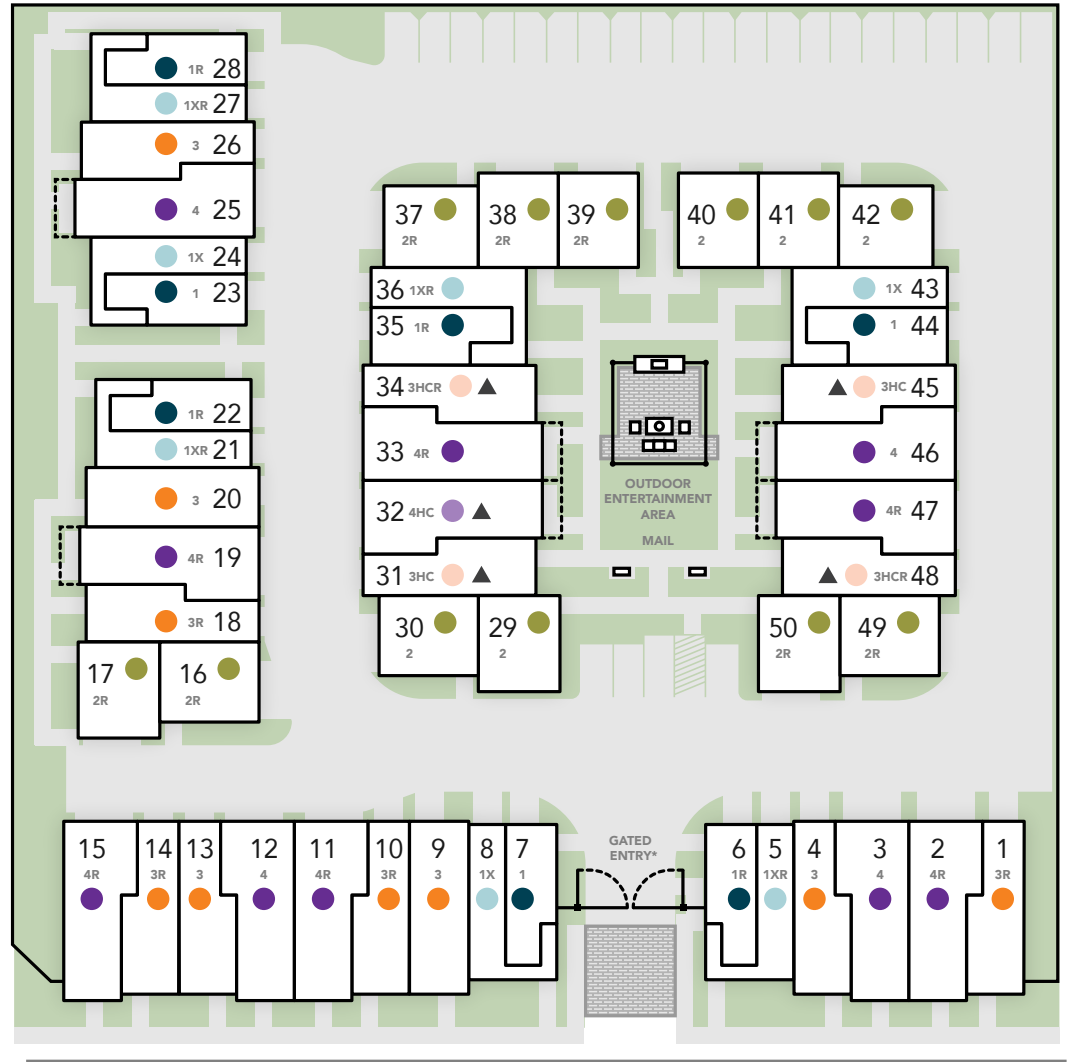 1R 28
1XR 27
3 26
4 25
1X 24
1 23
1R 22
1XR 21
3 20
4R 19
3R 18
17
2R
16
2R
37
2R
38
2R
39
2R
40
2
41
2
42
2
36 1XR
35 1R
34 3HCR
33 4R
32 4HC
31 3HC
30
2
29
2
1X 43
1 44
3HC 45
4 46
4R 47
3HCR 48
50
2R
49
2R
OUTDOOR
ENTERTAINMENT
AREA
MAIL
15
4R
14
3R
13
3
12
4
11
4R
10
3R
9
3
8
1X
7
1
GATED
ENTRY*
6
1R
5
1XR
4
3
3
4
2
4R
1
3R